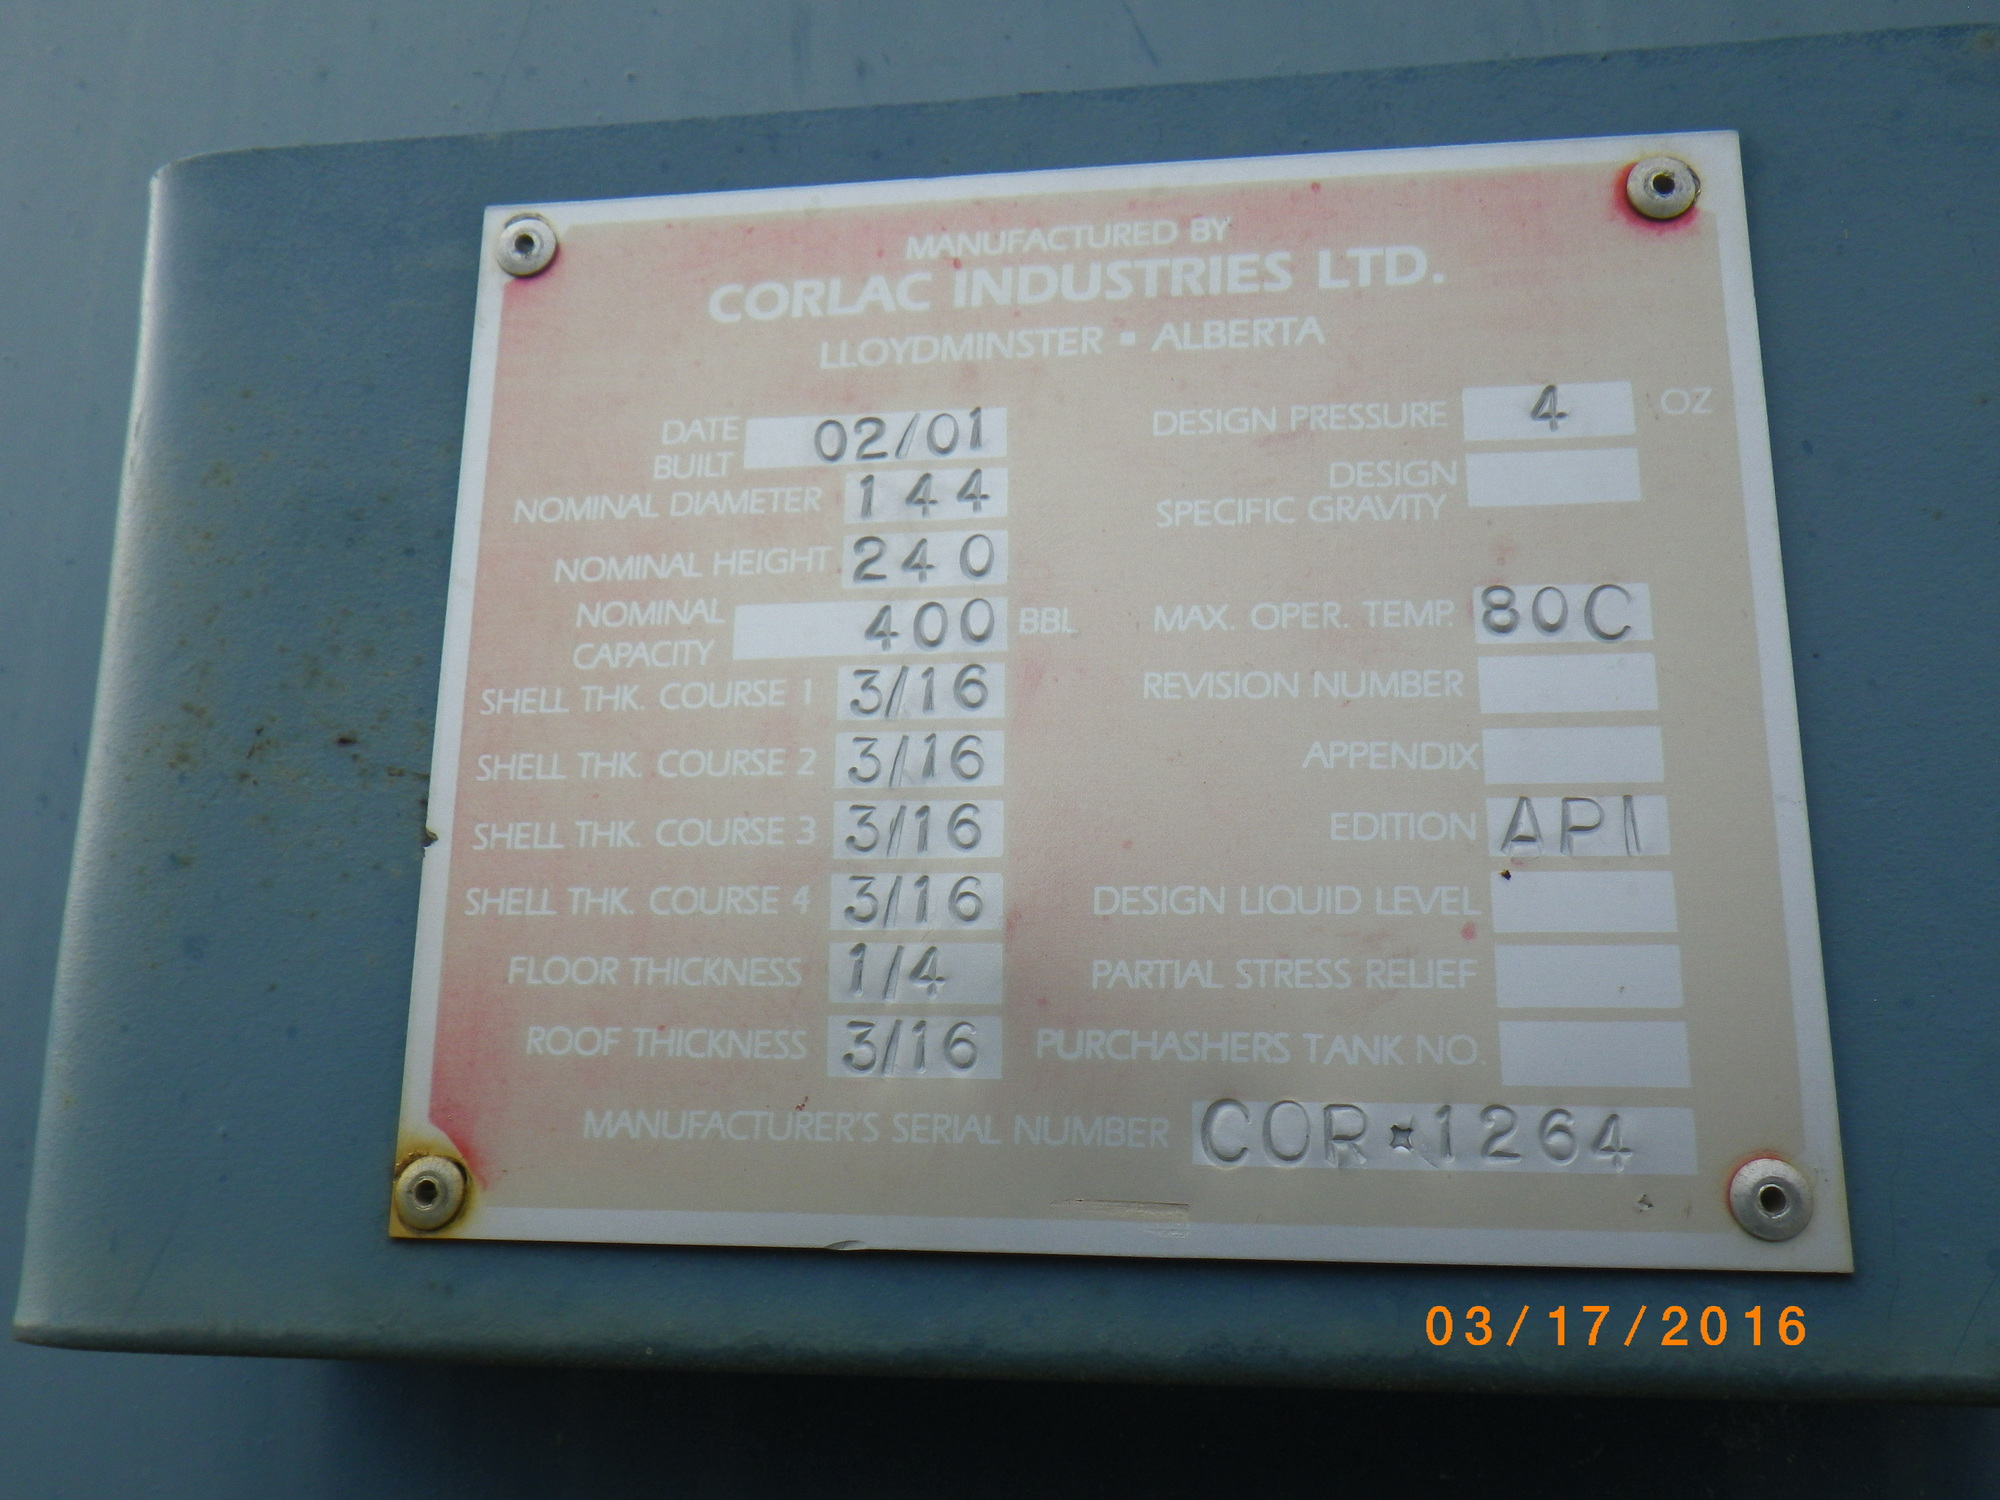 MANUFACTURED BY
CORLAC INDUSTRIES LTD.
LLOYDMINSTER ▪ ALBERTA
DATE BUILT 02/01
NOMINAL DIAMETER 144
NOMINAL HEIGHT 240
NOMINAL CAPACITY 400 BBL
SHELL THK. COURSE 1 3/16
SHELL THK. COURSE 2 3/16
SHELL THK. COURSE 3 3/16
SHELL THK. COURSE 4 3/16
FLOOR THICKNESS 1/4
ROOF THICKNESS 3/16
DESIGN PRESSURE 4 OZ
DESIGN
SPECIFIC GRAVITY
MAX. OPER. TEMP. 80C
REVISION NUMBER
APPENDIX
EDITION API
DESIGN LIQUID LEVEL
PARTIAL STRESS RELIEF
PURCHASHERS TANK NO.
MANUFACTURER'S SERIAL NUMBER COR▪1264
03/17/2016